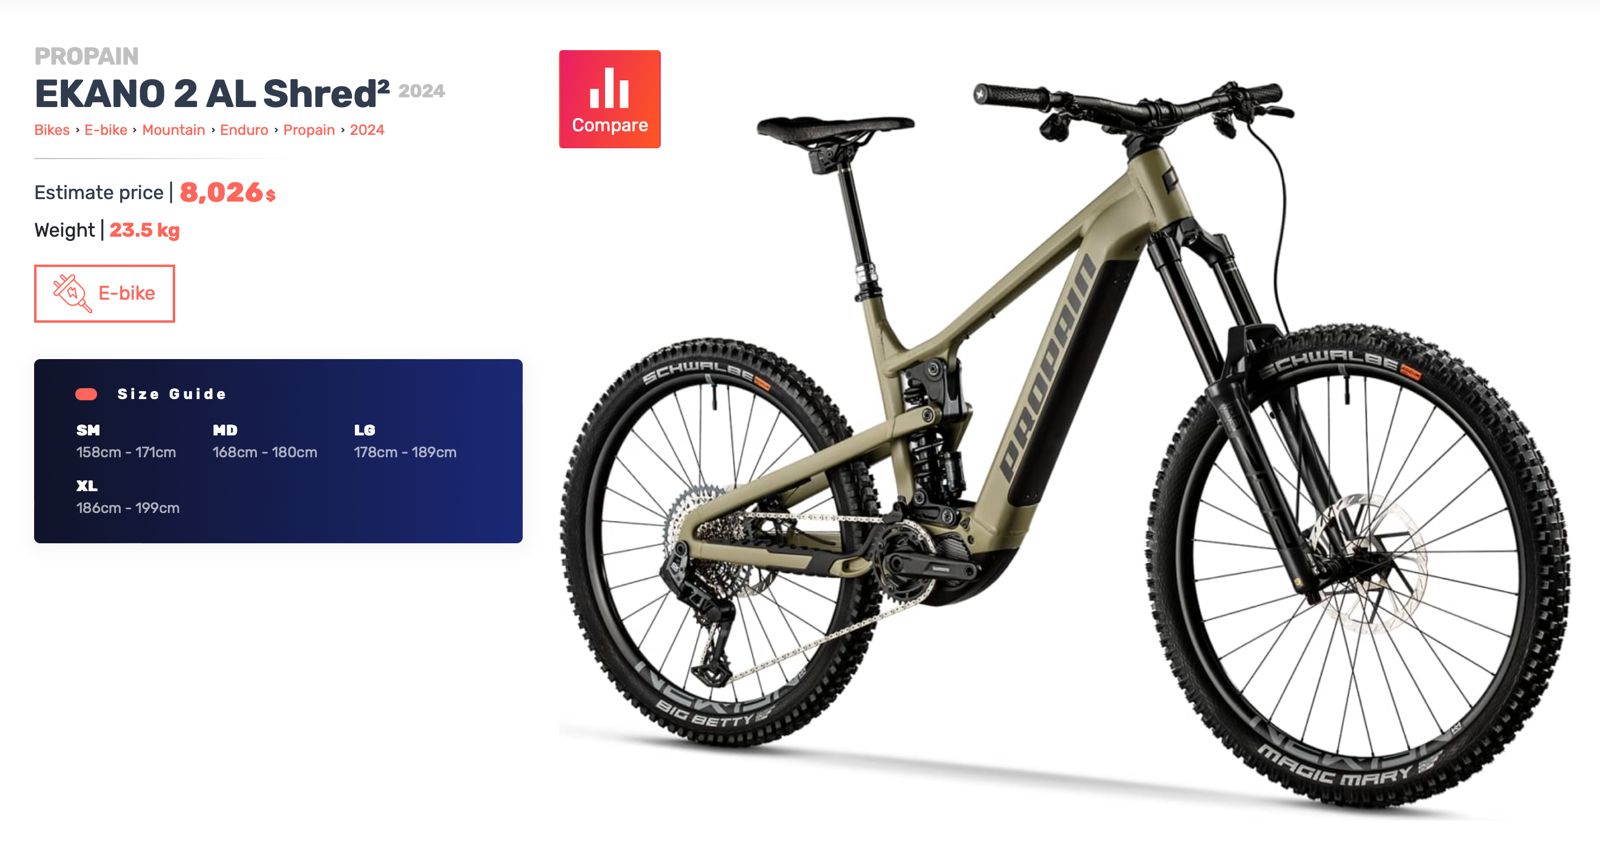 PROPAIN
EKANO 2 AL Shred² 2024
Bikes › E-bike › Mountain › Enduro › Propain › 2024
Estimate price | 8,026 $
Weight | 23.5 kg
E-bike
Size Guide
SM MD LG
158cm - 171cm 168cm - 180cm 178cm - 189cm
XL
186cm - 199cm
Compare
PROPAIN
SCHWALBE
BIG BETTY
SCHWALBE
MAGIC MARY